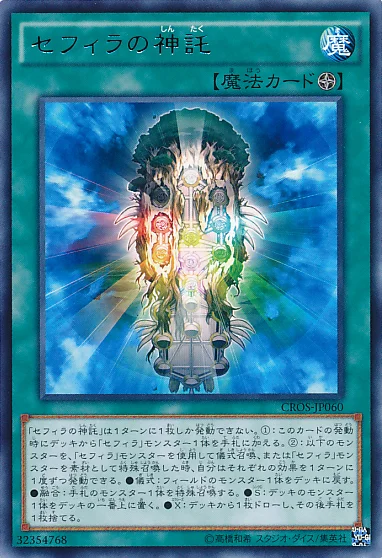 セフィラの神託
しん たく
魔
【魔法カード】
ま ほう
CROS-JP060
「セフィラの神託」は1ターンに1枚しか発動できない。①:このカードの発動
時にデッキから「セフィラ」モンスター1体を手札に加える。②:以下のモン
スターを、「セフィラ」モンスターを使用して儀式召喚、または「セフィラ」モン
スターを素材として特殊召喚した時、自分はそれぞれの効果を1ターンに
1度ずつ発動できる。●儀式:フィールドのモンスター1体をデッキに戻す。
●融合:手札のモンスター1体を特殊召喚する。●S:デッキのモンスター
1体をデッキの一番上に置く。●X:デッキから1枚ドローし、その後手札を
1枚捨てる。
32354768
©高橋和希 スタジオ・ダイス/集英社